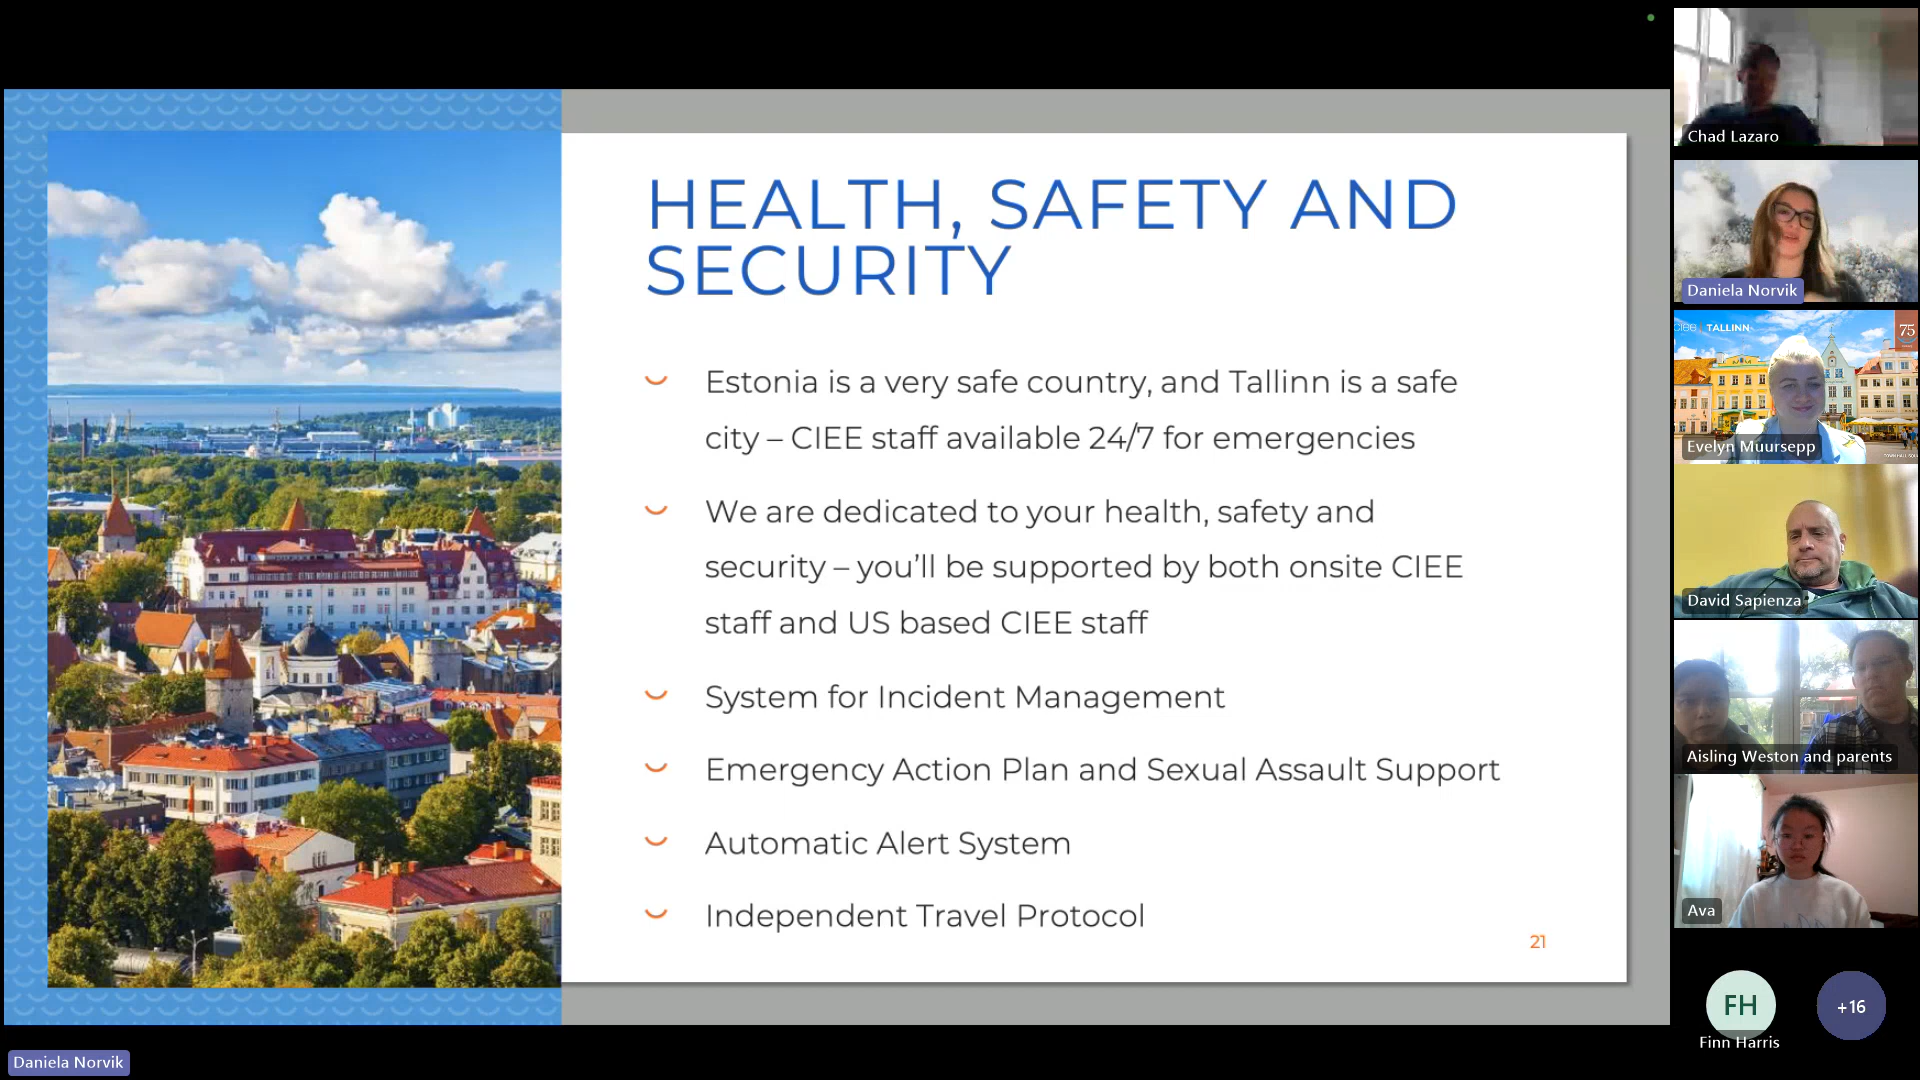 HEALTH, SAFETY AND
SECURITY
Estonia is a very safe country, and Tallinn is a safe
city – CIEE staff available 24/7 for emergencies
We are dedicated to your health, safety and
security – you’ll be supported by both onsite CIEE
staff and US based CIEE staff
System for Incident Management
Emergency Action Plan and Sexual Assault Support
Automatic Alert System
Independent Travel Protocol
21
Daniela Norvik
Chad Lazaro
Daniela Norvik
ciee | TALLINN
75
Evelyn Muursepp
David Sapienza
Aisling Weston and parents
Ava
FH
Finn Harris
+16